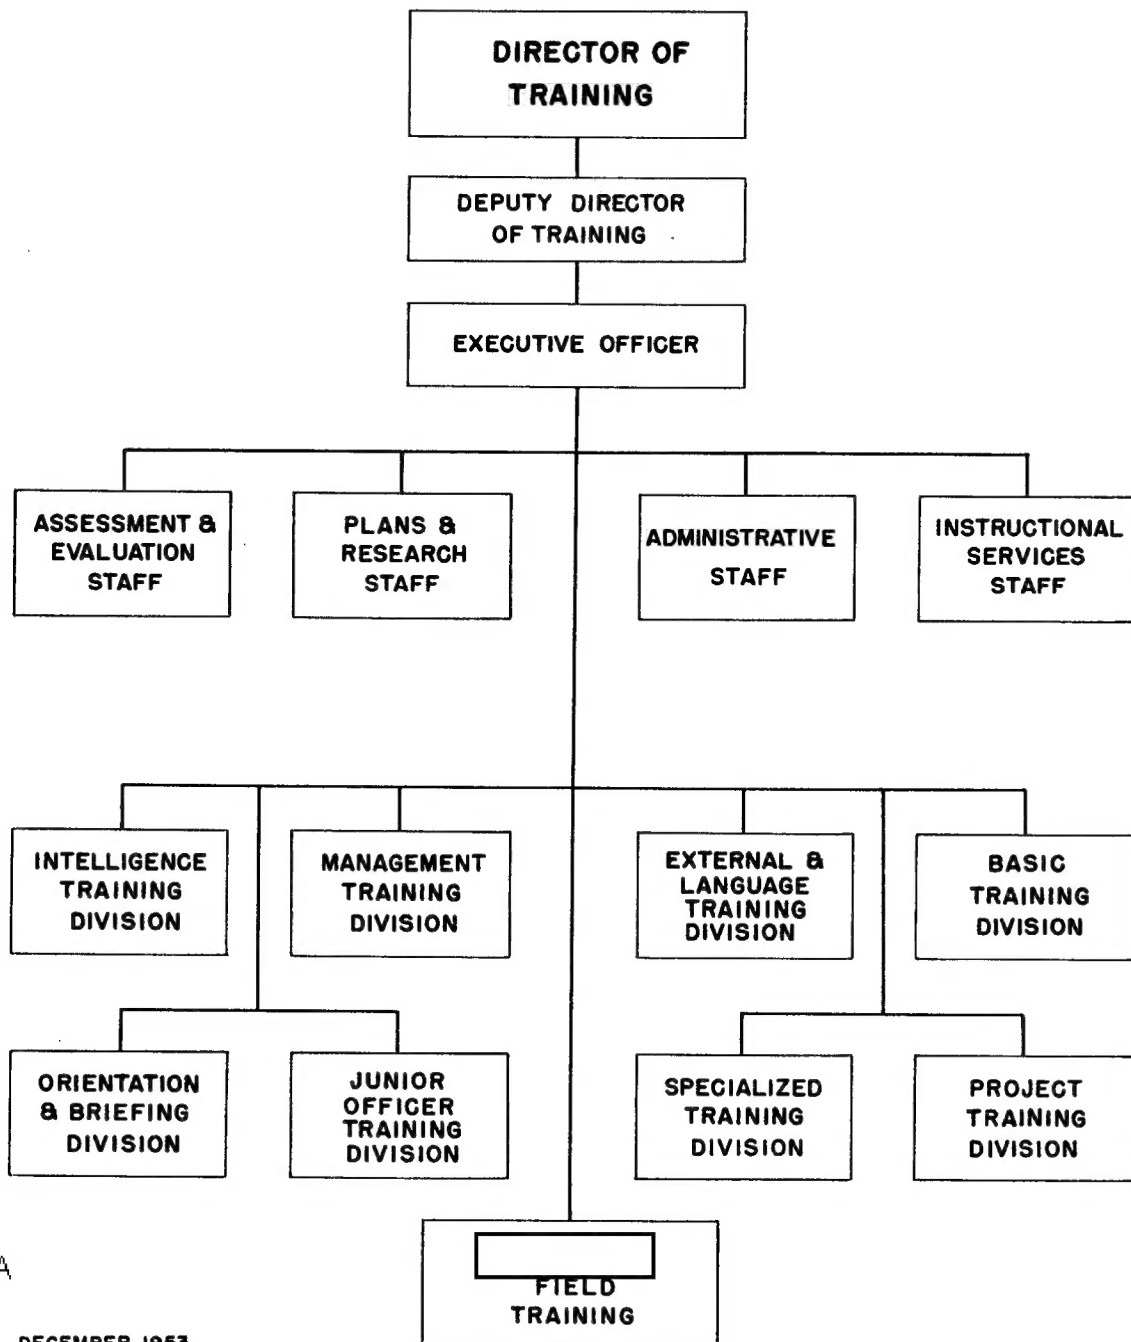 DIRECTOR OF
TRAINING
DEPUTY DIRECTOR
OF TRAINING
EXECUTIVE OFFICER
ASSESSMENT &
EVALUATION
STAFF
PLANS &
RESEARCH
STAFF
ADMINISTRATIVE
STAFF
INSTRUCTIONAL
SERVICES
STAFF
INTELLIGENCE
TRAINING
DIVISION
MANAGEMENT
TRAINING
DIVISION
EXTERNAL &
LANGUAGE
TRAINING
DIVISION
BASIC
TRAINING
DIVISION
ORIENTATION
& BRIEFING
DIVISION
JUNIOR
OFFICER
TRAINING
DIVISION
SPECIALIZED
TRAINING
DIVISION
PROJECT
TRAINING
DIVISION
FIELD
TRAINING
A
DECEMBER 1953